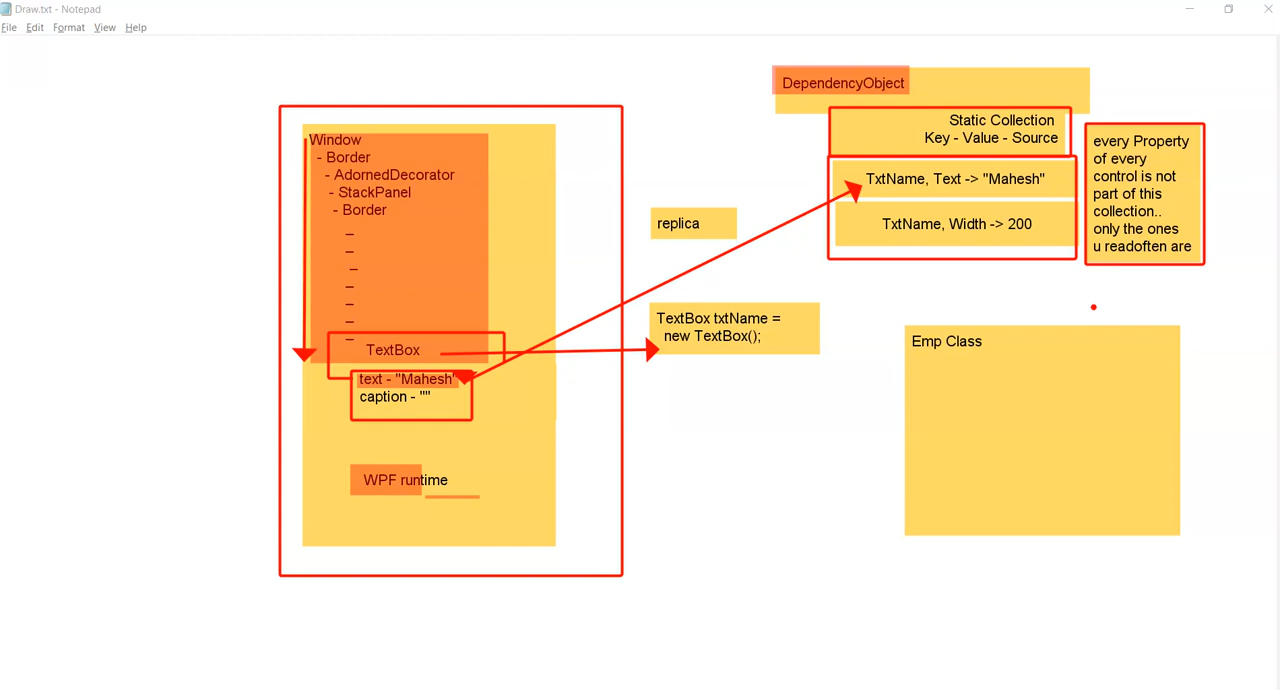 Draw.txt - Notepad
File Edit Format View Help
Window
- Border
- AdornedDecorator
- StackPanel
- Border
–
–
–
–
–
–
–
TextBox
text - "Mahesh"
caption - ""
WPF runtime
replica
TextBox txtName =
new TextBox();
DependencyObject
Static Collection
Key - Value - Source
TxtName, Text -> "Mahesh"
TxtName, Width -> 200
every Property
of every
control is not
part of this
collection..
only the ones
u readoften are
Emp Class